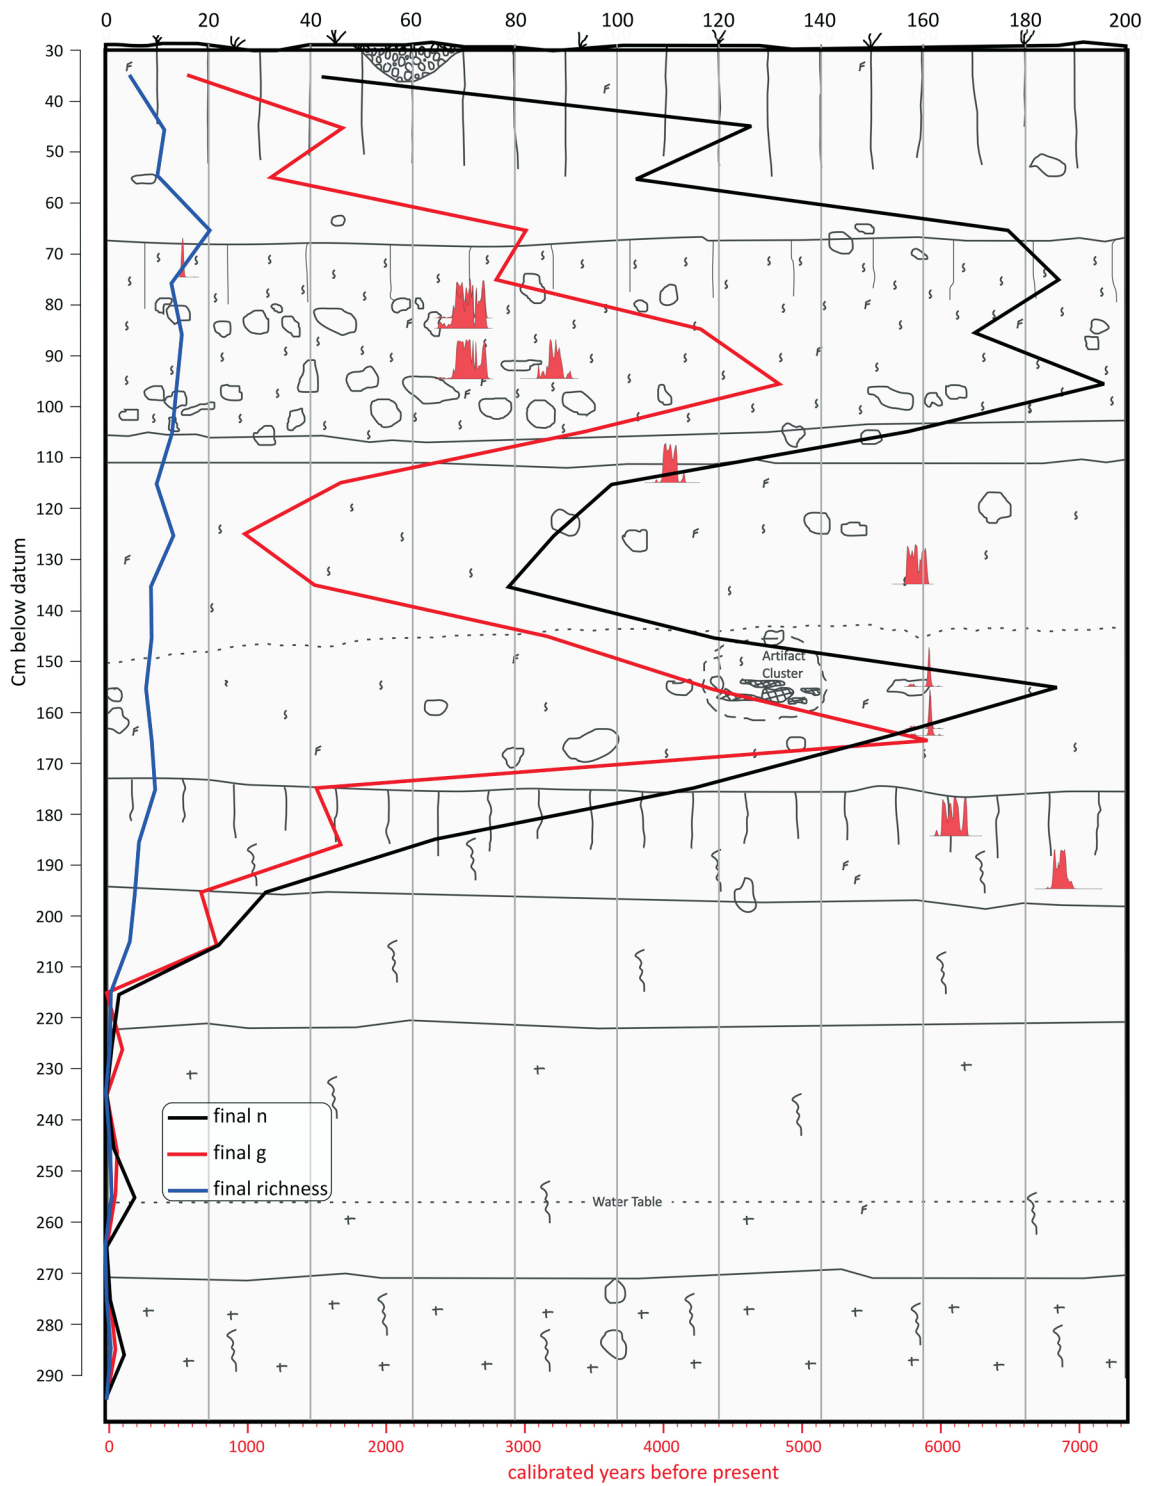 0 20 40 60 80 100 120 140 160 180 200
30
40
50
60
70
80
90
100
110
120
130
140
150
160
170
180
190
200
210
220
230
240
250
260
270
280
290
Cm below datum
Artifact
Cluster
final n
final g
final richness
Water Table
0 1000 2000 3000 4000 5000 6000 7000
calibrated years before present